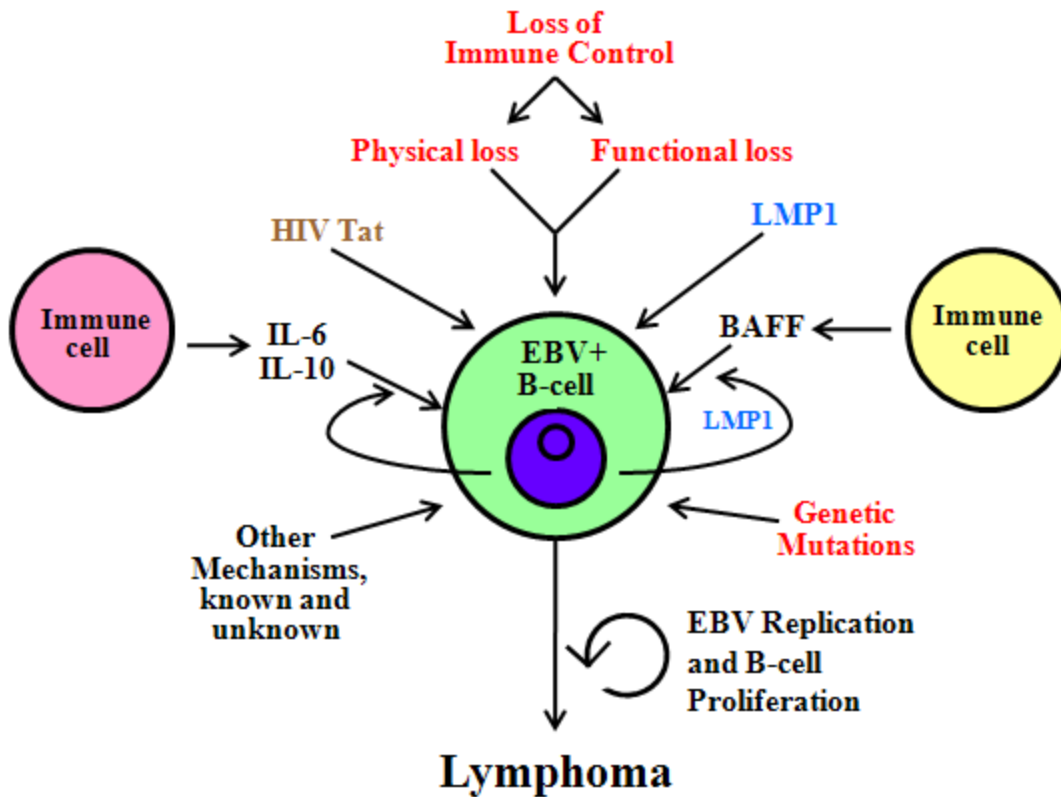 Loss of
Immune Control
Physical loss
Functional loss
HIV Tat
LMP1
Immune
cell
IL-6
IL-10
EBV+
B-cell
BAFF
Immune
cell
LMP1
Other
Mechanisms,
known and
unknown
Genetic
Mutations
EBV Replication
and B-cell
Proliferation
Lymphoma